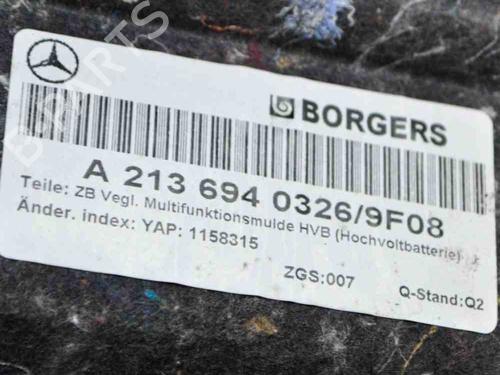 BORGERS
A 213 694 0326/9F08
Teile: ZB Vegl. Multifunktionsmulde HVB (Hochvoltbatterie)
Änder. index: YAP: 1158315
ZGS:007
Q-Stand:Q2